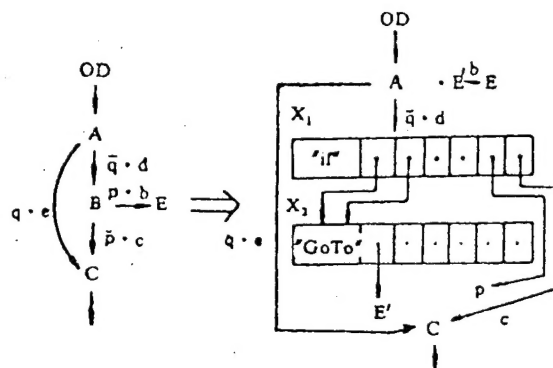 OD
A
q̄ · d
q · e
B
p · b
E
p̄ · c
C
OD
A
· E' b E
X₁
q̄ · d
"if"
X₂
q · e
"GoTo"
E'
p
c
C